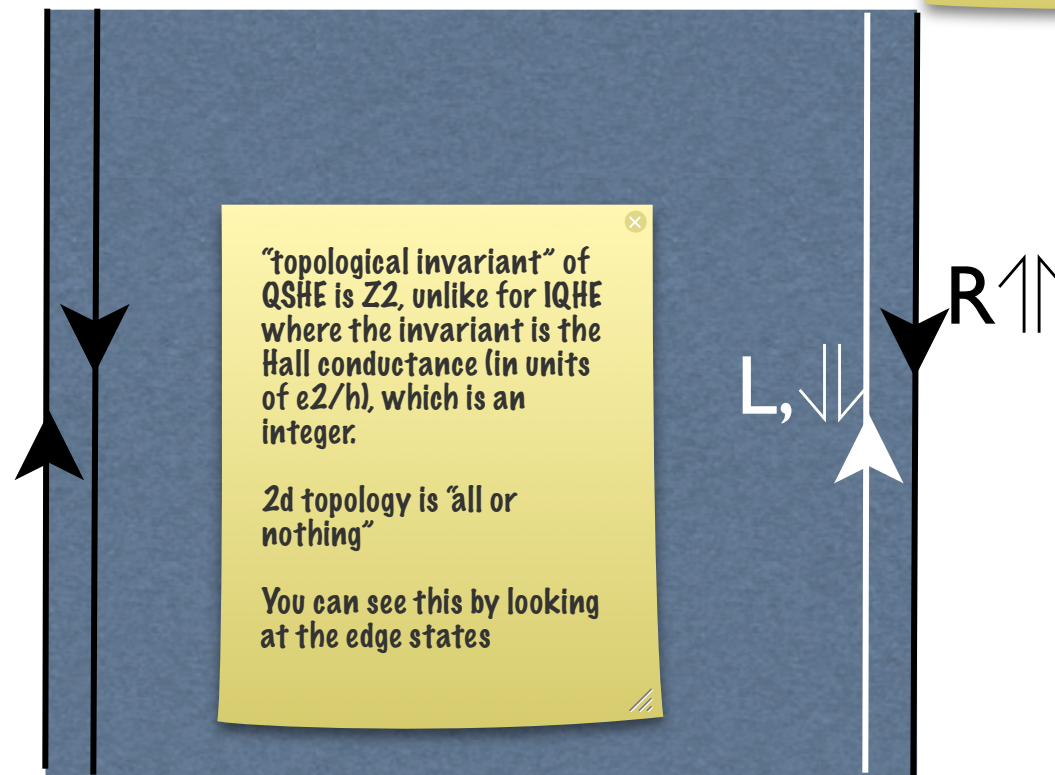 “topological invariant” of
QSHE is Z2, unlike for IQHE
where the invariant is the
Hall conductance (in units
of e2/h), which is an
integer.
2d topology is “all or
nothing”
You can see this by looking
at the edge states
R⇑
L,⇓